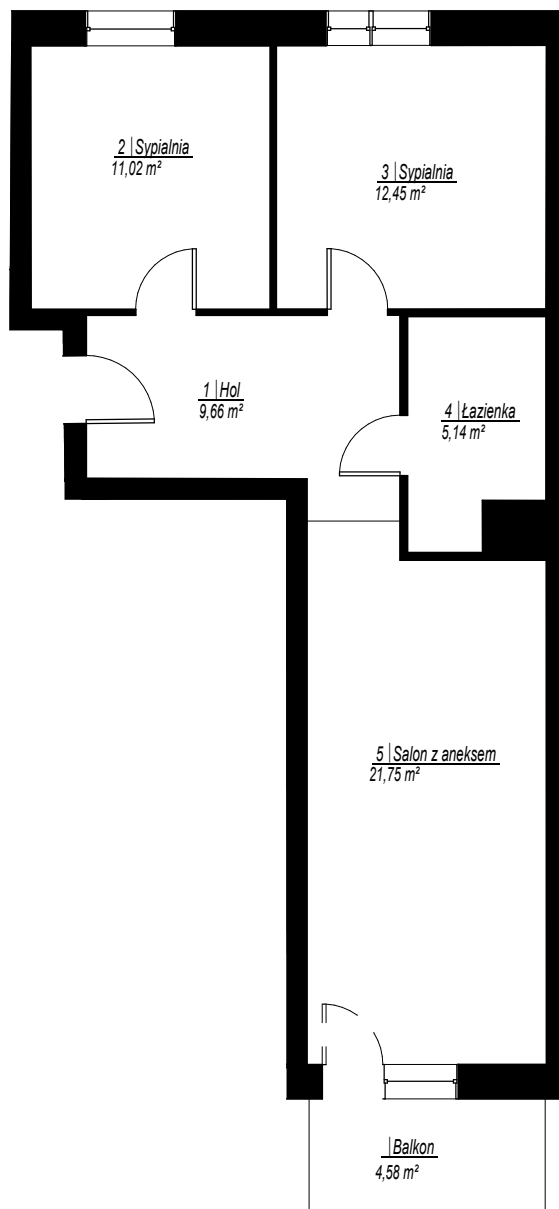 2 | Sypialnia
11,02 m²
3 | Sypialnia
12,45 m²
1 | Hol
9,66 m²
4 | Łazienka
5,14 m²
5 | Salon z aneksem
21,75 m²
| Balkon
4,58 m²